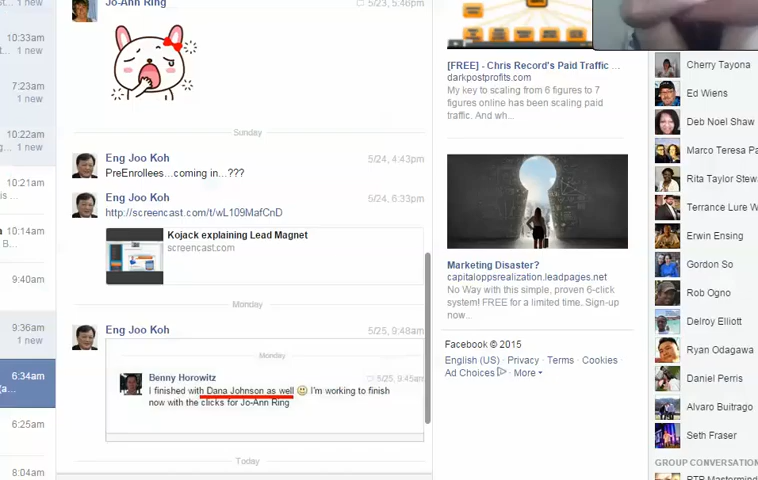 1 new
10:33am
1 new
7:23am
1 new
10:22am
1 new
10:21am
10:14am
B...
9:40am
9:36am
1 new
6:34am
6:25am
8:04am
Jo-Ann Ring
5/23, 5:46pm
Sunday
Eng Joo Koh
5/24, 4:43pm
PreEnrollees...coming in...???
Eng Joo Koh
5/24, 6:33pm
http://screencast.com/t/wL109MafCnD
Kojack explaining Lead Magnet
screencast.com
Monday
Eng Joo Koh
5/25, 9:48am
Monday
Benny Horowitz
5/25, 9:45am
I finished with Dana Johnson as well I'm working to finish
now with the clicks for Jo-Ann Ring
Today
[FREE] - Chris Record's Paid Traffic ...
darkpostprofits.com
My key to scaling from 6 figures to 7
figures online has been scaling paid
traffic. And wh...
Marketing Disaster?
capitaloppsrealization.leadpages.net
No Way with this simple, proven 6-click
system! FREE for a limited time. Sign-up
now...
Facebook © 2015
English (US) · Privacy · Terms · Cookies
Ad Choices · More
Cherry Tayona
Ed Wiens
Deb Noel Shaw
Marco Teresa Pa
Rita Taylor Stew
Terrance Lure W
Erwin Ensing
Gordon So
Rob Ogno
Delroy Elliott
Ryan Odagawa
Daniel Perris
Alvaro Buitrago
Seth Fraser
GROUP CONVERSATION